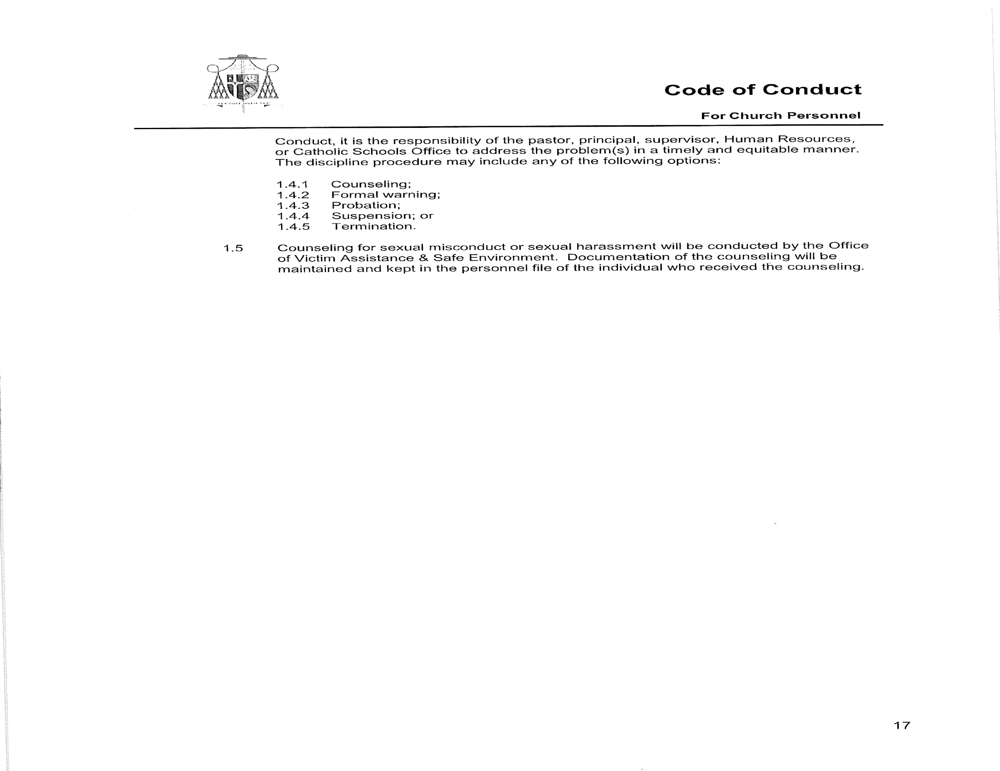 Code of Conduct
For Church Personnel
Conduct, it is the responsibility of the pastor, principal, supervisor, Human Resources,
or Catholic Schools Office to address the problem(s) in a timely and equitable manner.
The discipline procedure may include any of the following options:
1.4.1 Counseling;
1.4.2 Formal warning;
1.4.3 Probation;
1.4.4 Suspension; or
1.4.5 Termination.
1.5 Counseling for sexual misconduct or sexual harassment will be conducted by the Office
of Victim Assistance & Safe Environment. Documentation of the counseling will be
maintained and kept in the personnel file of the individual who received the counseling.
17